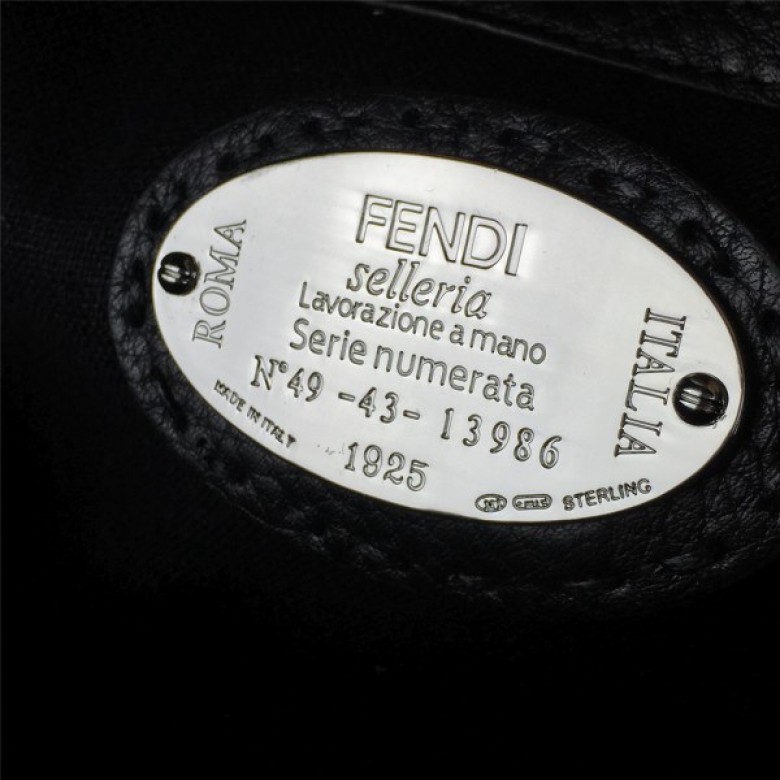 FENDI
selleria
Lavorazione a mano
Serie numerata
N° 49 - 43 - 13986
1925
ROMA
ITALIA
MADE IN ITALY
STERLING